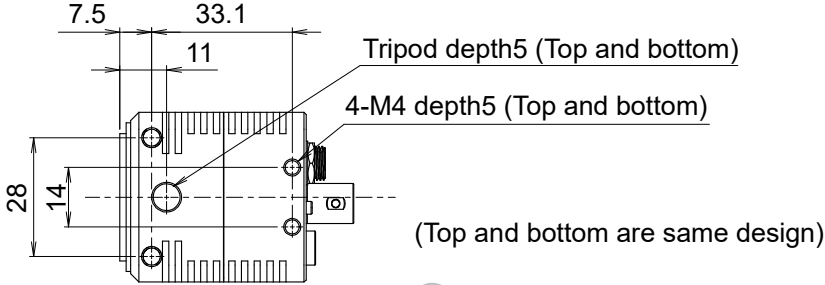 7.5 33.1
11
Tripod depth5 (Top and bottom)
4-M4 depth5 (Top and bottom)
28
14
(Top and bottom are same design)